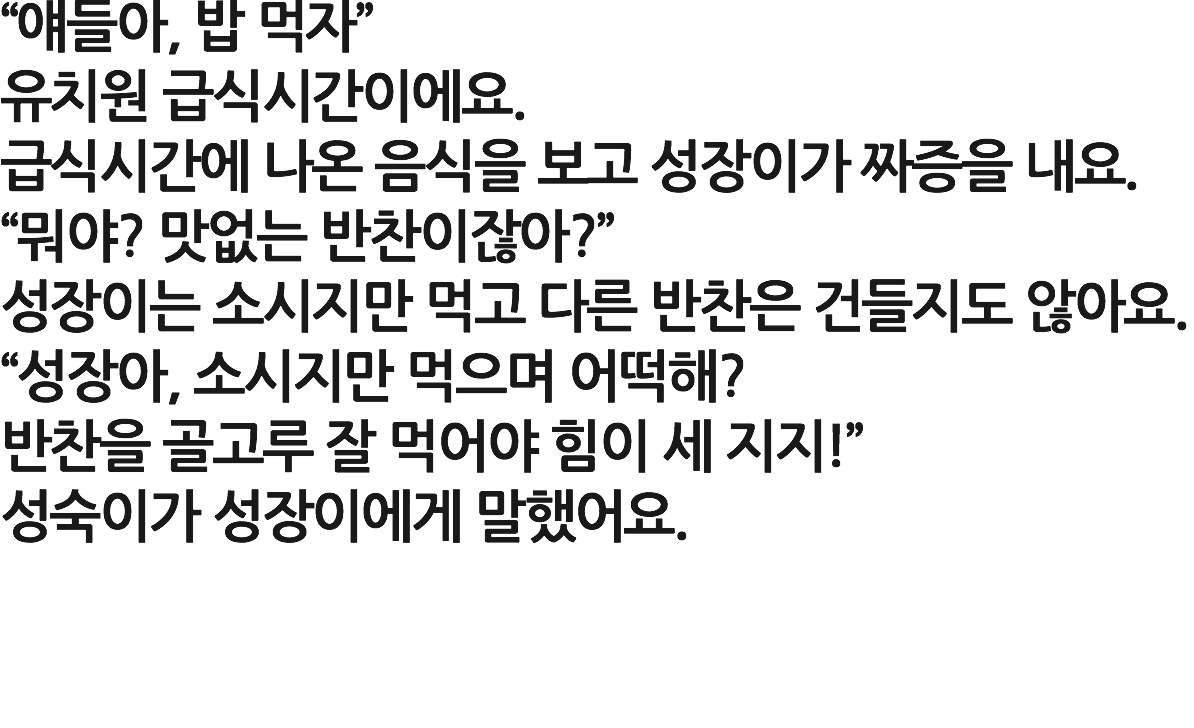 “얘들아, 밥 먹자”
유치원 급식시간이에요.
급식시간에 나온 음식을 보고 성장이가 짜증을 내요.
“뭐야? 맛없는 반찬이잖아?”
성장이는 소시지만 먹고 다른 반찬은 건들지도 않아요.
“성장아, 소시지만 먹으며 어떡해?
반찬을 골고루 잘 먹어야 힘이 세 지지!”
성숙이가 성장이에게 말했어요.